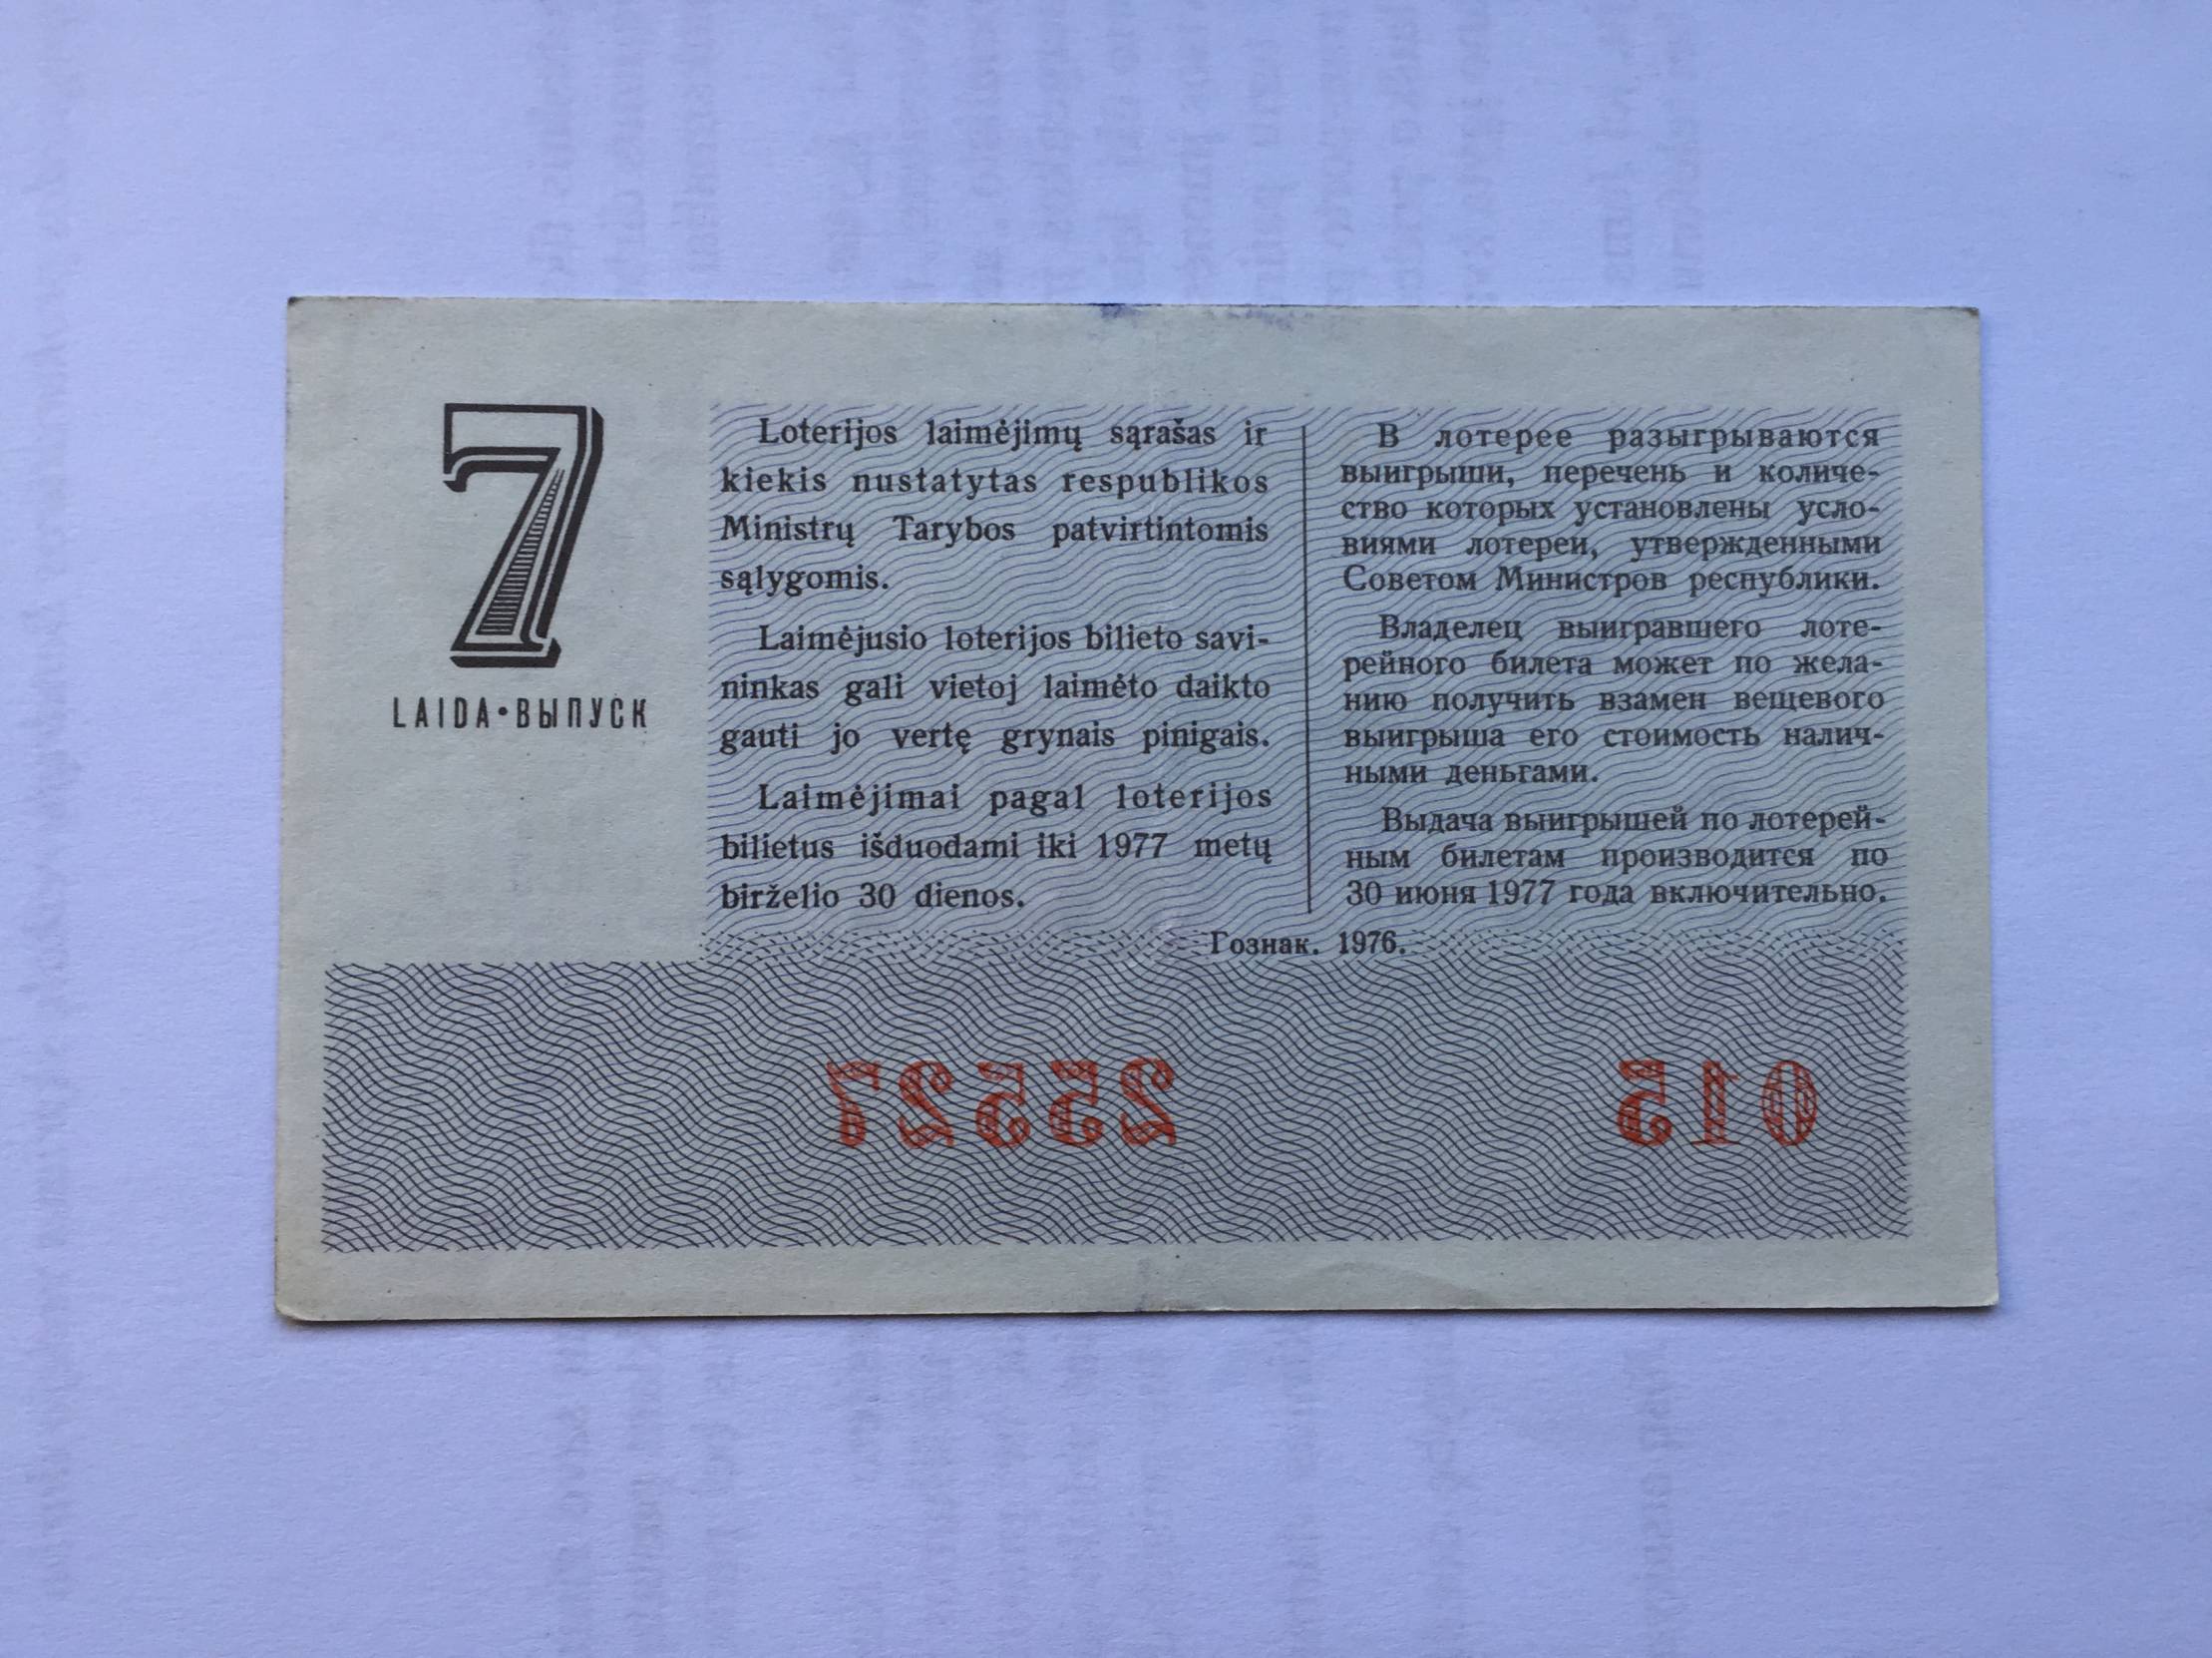 7
LAIDA•ВЫПУСК
Loterijos laimėjimų sąrašas ir
kiekis nustatytas respublikos
Ministrų Tarybos patvirtintomis
sąlygomis.
Laimėjusio loterijos bilieto savi-
ninkas gali vietoj laimėto daikto
gauti jo vertę grynais pinigais.
Laimėjimai pagal loterijos
bilietus išduodami iki 1977 metų
birželio 30 dienos.
В лотерее разыгрываются
выигрыши, перечень и количе-
ство которых установлены усло-
виями лотереи, утвержденными
Советом Министров республики.
Владелец выигравшего лоте-
рейного билета может по жела-
нию получить взамен вещевого
выигрыша его стоимость налич-
ными деньгами.
Выдача выигрышей по лотерей-
ным билетам производится по
30 июня 1977 года включительно.
Гознак. 1976.
25527
015